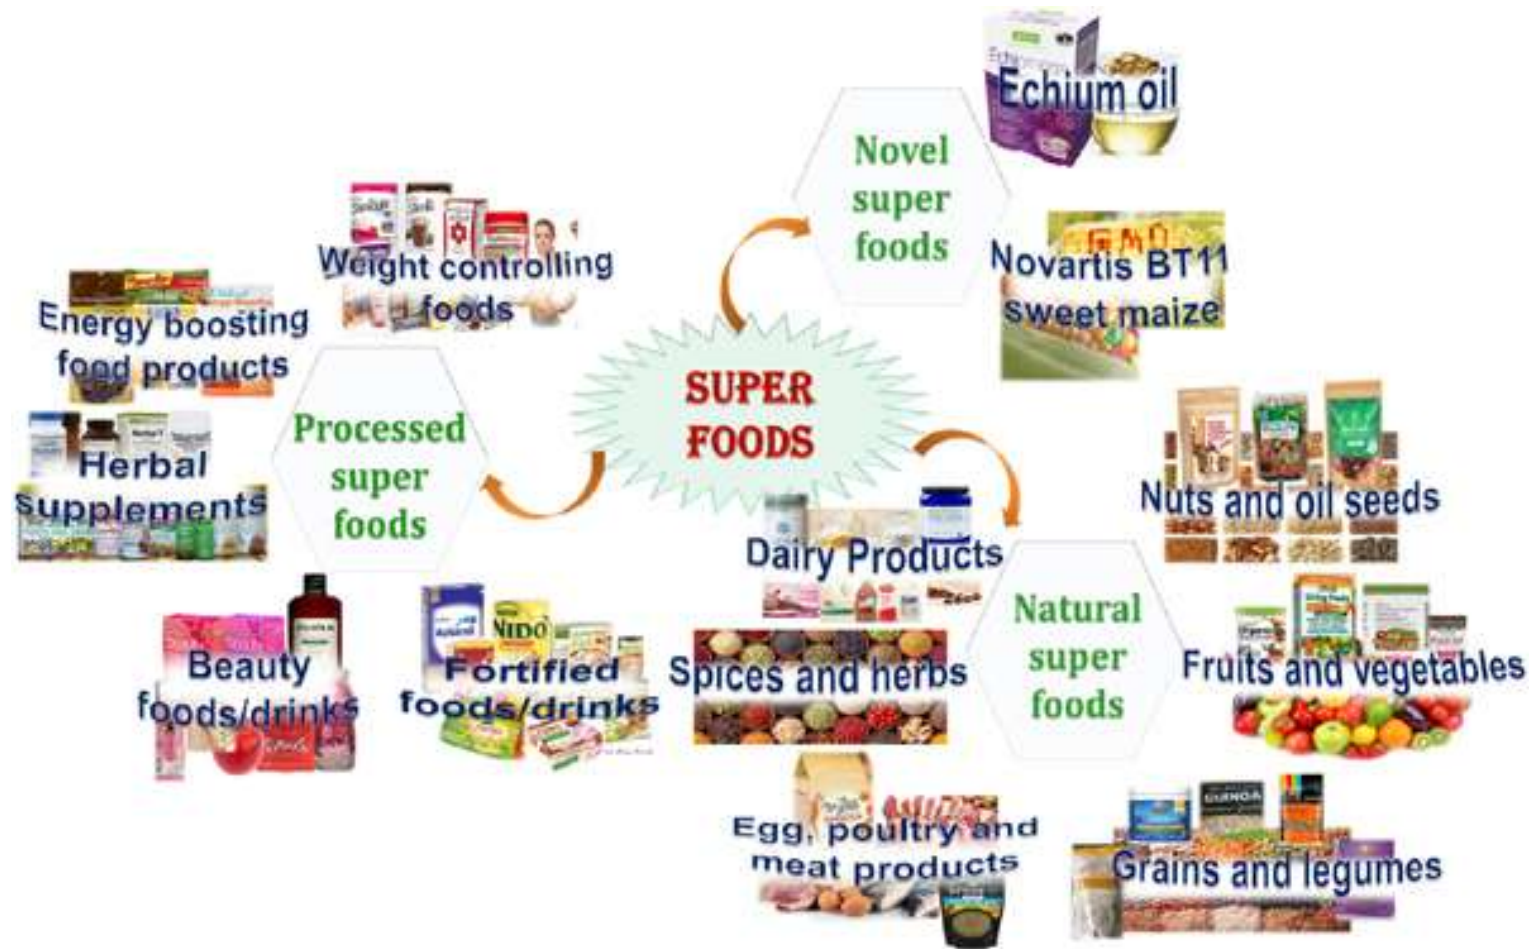 Echium oil
Novel
super
foods
Novartis BT11
sweet maize
GMO
Weight controlling
foods
Energy boosting
food products
Herbal
supplements
Processed
super
foods
SUPER
FOODS
Beauty
foods/drinks
NIDO
Fortified
foods/drinks
Dairy Products
Spices and herbs
Egg, poultry and
meat products
Natural
super
foods
Nuts and oil seeds
Fruits and vegetables
QUINOA
Grains and legumes